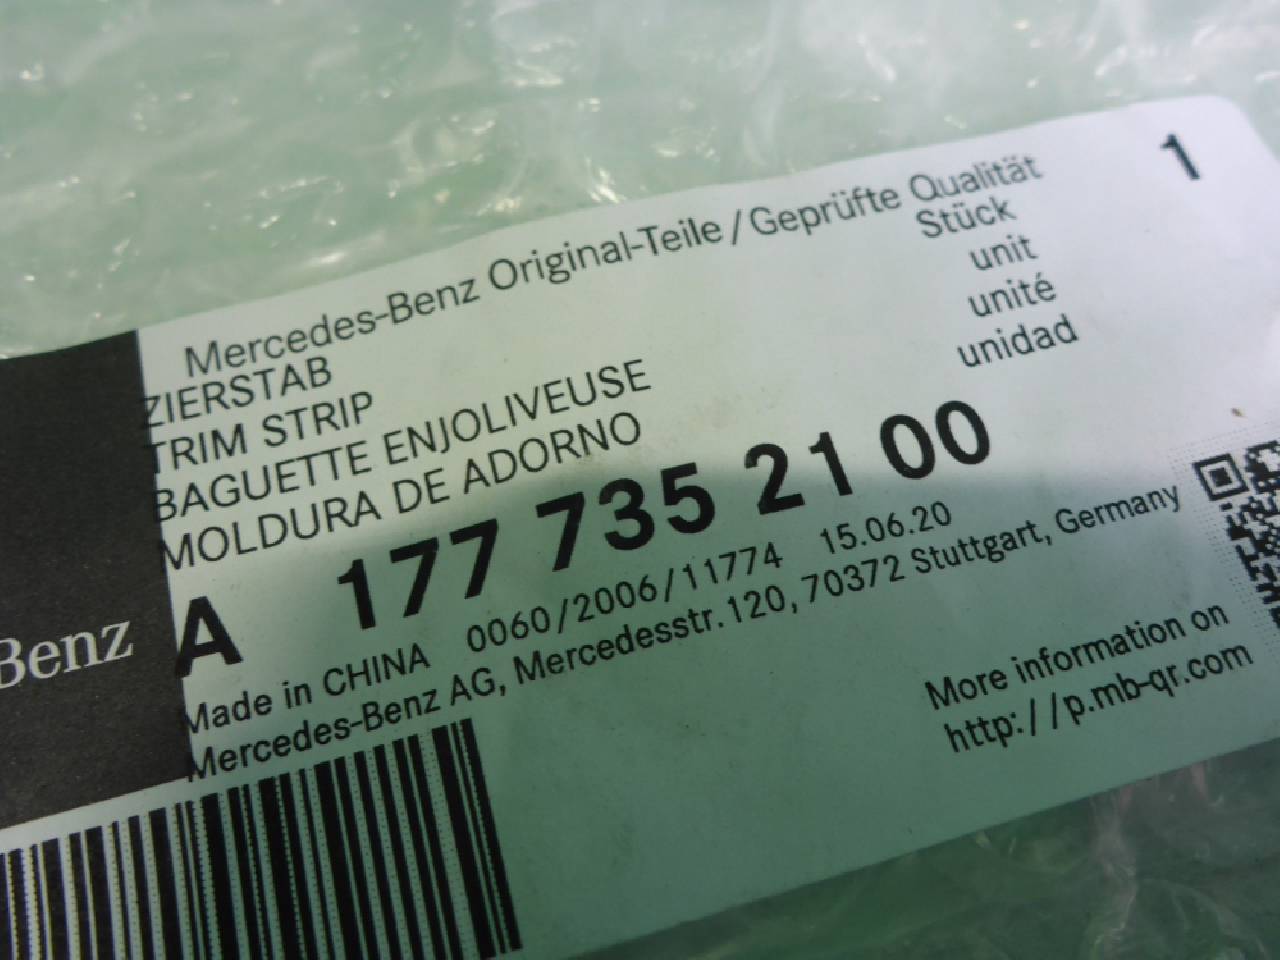 Mercedes-Benz Original-Teile / Geprüfte Qualität
1
Stück
unit
unité
unidad
ZIERSTAB
TRIM STRIP
BAGUETTE ENJOLIVEUSE
MOLDURA DE ADORNO
A 177 735 21 00
Made in CHINA 0060/2006/11774 15.06.20
Mercedes-Benz AG, Mercedesstr. 120, 70372 Stuttgart, Germany
Benz
More information on
http://p.mb-qr.com